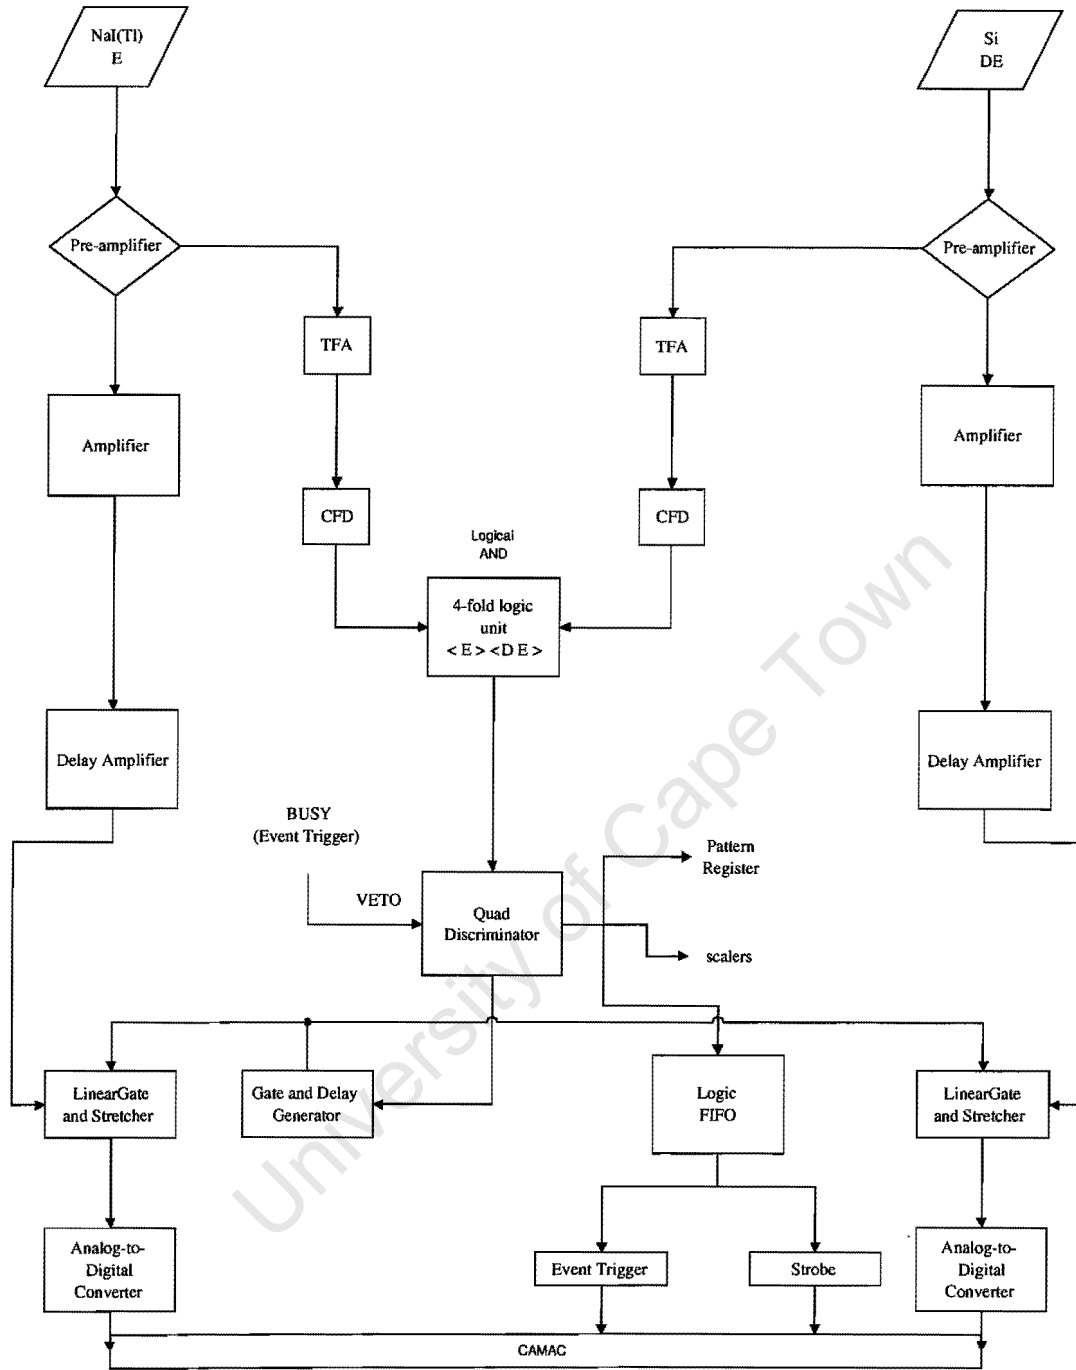 NaI(Tl)
E
Si
DE
Pre-amplifier
Pre-amplifier
TFA
TFA
Amplifier
Amplifier
CFD
CFD
Logical
AND
4-fold logic
unit
< E > < D E >
Delay Amplifier
Delay Amplifier
BUSY
(Event Trigger)
VETO
Quad
Discriminator
Pattern
Register
scalers
LinearGate
and Stretcher
Gate and Delay
Generator
Logic
FIFO
LinearGate
and Stretcher
Analog-to-
Digital
Converter
Event Trigger
Strobe
Analog-to-
Digital
Converter
CAMAC
University of Cape Town